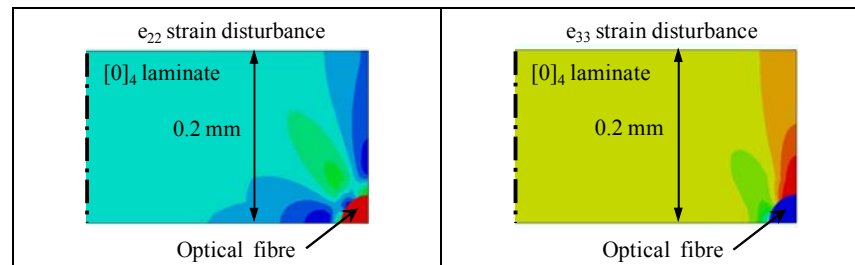 e₂₂ strain disturbance
[0]₄ laminate
0.2 mm
Optical fibre
e₃₃ strain disturbance
[0]₄ laminate
0.2 mm
Optical fibre